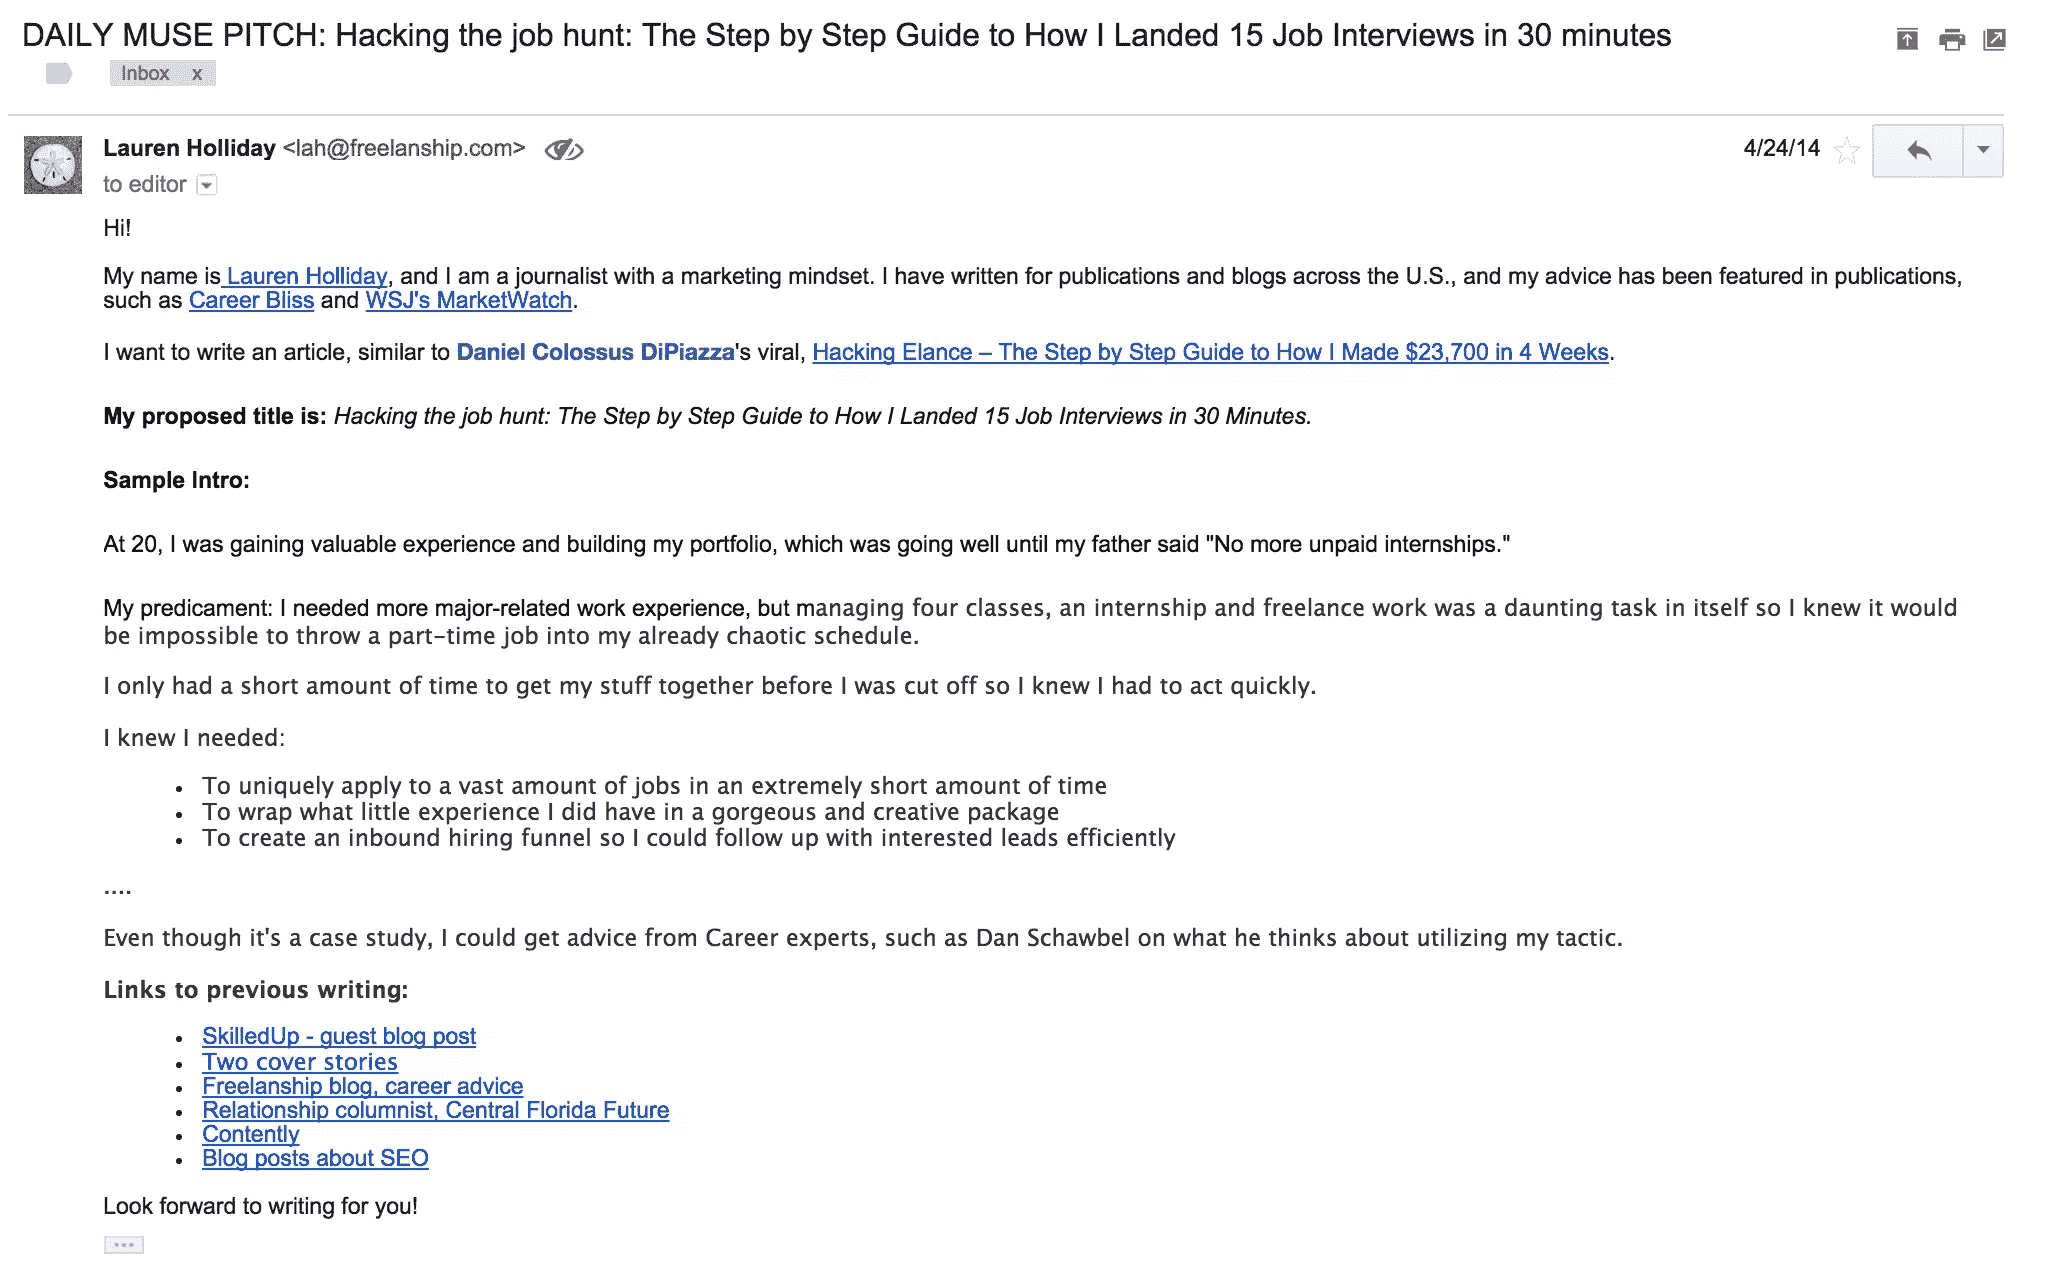 DAILY MUSE PITCH: Hacking the job hunt: The Step by Step Guide to How I Landed 15 Job Interviews in 30 minutes
Inbox x
Lauren Holliday <lah@freelanship.com> 4/24/14
to editor
Hi!
My name is Lauren Holliday, and I am a journalist with a marketing mindset. I have written for publications and blogs across the U.S., and my advice has been featured in publications,
such as Career Bliss and WSJ's MarketWatch.
I want to write an article, similar to Daniel Colossus DiPiazza's viral, Hacking Elance – The Step by Step Guide to How I Made $23,700 in 4 Weeks.
My proposed title is: Hacking the job hunt: The Step by Step Guide to How I Landed 15 Job Interviews in 30 Minutes.
Sample Intro:
At 20, I was gaining valuable experience and building my portfolio, which was going well until my father said "No more unpaid internships."
My predicament: I needed more major-related work experience, but managing four classes, an internship and freelance work was a daunting task in itself so I knew it would
be impossible to throw a part-time job into my already chaotic schedule.
I only had a short amount of time to get my stuff together before I was cut off so I knew I had to act quickly.
I knew I needed:
• To uniquely apply to a vast amount of jobs in an extremely short amount of time
• To wrap what little experience I did have in a gorgeous and creative package
• To create an inbound hiring funnel so I could follow up with interested leads efficiently
....
Even though it's a case study, I could get advice from Career experts, such as Dan Schawbel on what he thinks about utilizing my tactic.
Links to previous writing:
• SkilledUp - guest blog post
• Two cover stories
• Freelanship blog, career advice
• Relationship columnist, Central Florida Future
• Contently
• Blog posts about SEO
Look forward to writing for you!